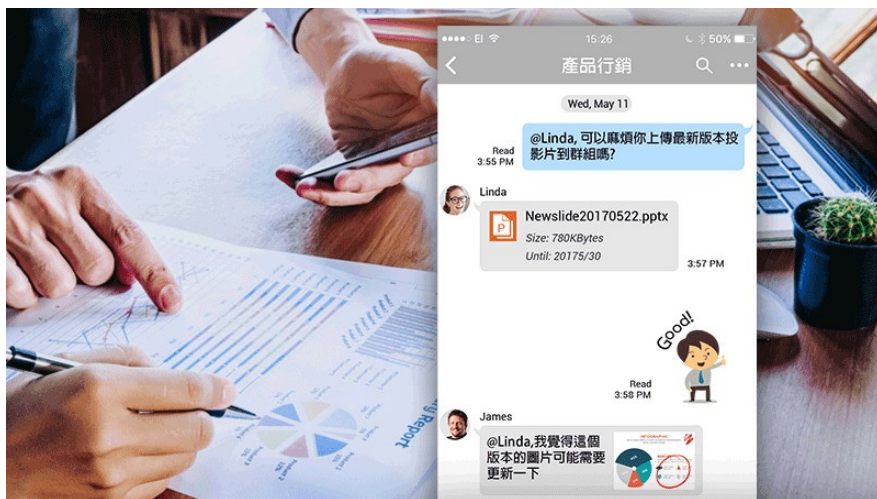 EI 15:26 50%
產品行銷
Wed, May 11
@Linda, 可以麻煩你上傳最新版本投
影片到群組嗎?
Read
3:55 PM
Linda
P
Newslide20170522.pptx
Size: 780KBytes
Until: 20175/30
3:57 PM
Good!
Read
3:58 PM
James
@Linda,我覺得這個
版本的圖片可能需要
更新一下
Report